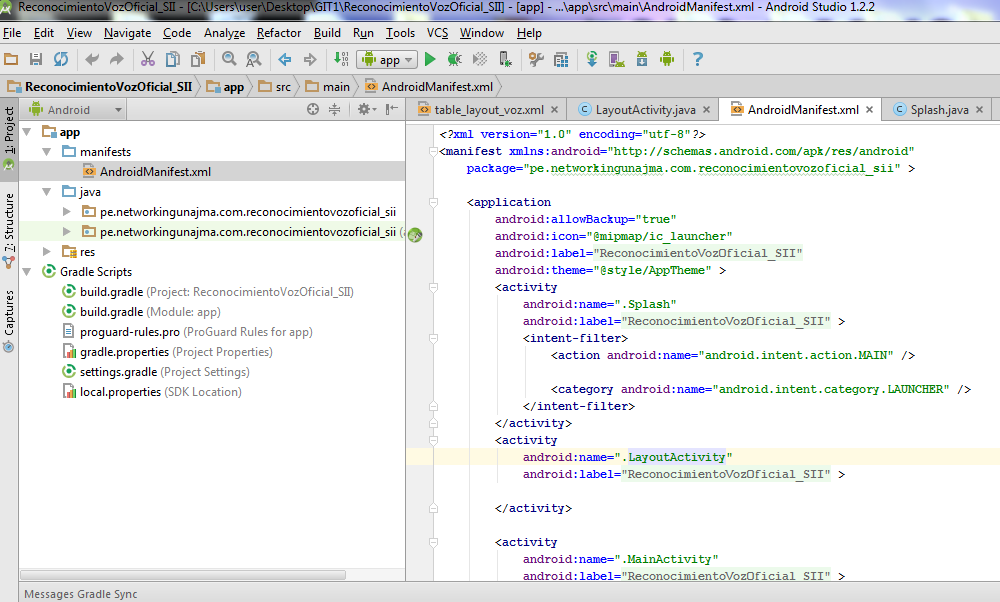 ReconocimientoVozOficial_SII - [C:\Users\user\Desktop\GIT1\ReconocimientoVozOficial_SII] - [app] - ...\app\src\main\AndroidManifest.xml - Android Studio 1.2.2
File Edit View Navigate Code Analyze Refactor Build Run Tools VCS Window Help
app
ReconocimientoVozOficial_SII app src main AndroidManifest.xml
Android
table_layout_voz.xml LayoutActivity.java AndroidManifest.xml Splash.java
1: Project
7: Structure
Captures
app
manifests
AndroidManifest.xml
java
pe.networkingunajma.com.reconocimientovozoficial_sii
pe.networkingunajma.com.reconocimientovozoficial_sii (
res
Gradle Scripts
build.gradle (Project: ReconocimientoVozOficial_SII)
build.gradle (Module: app)
proguard-rules.pro (ProGuard Rules for app)
gradle.properties (Project Properties)
settings.gradle (Project Settings)
local.properties (SDK Location)
<?xml version="1.0" encoding="utf-8"?>
<manifest xmlns:android="http://schemas.android.com/apk/res/android"
package="pe.networkingunajma.com.reconocimientovozoficial_sii" >
<application
android:allowBackup="true"
android:icon="@mipmap/ic_launcher"
android:label="ReconocimientoVozOficial_SII"
android:theme="@style/AppTheme" >
<activity
android:name=".Splash"
android:label="ReconocimientoVozOficial_SII" >
<intent-filter>
<action android:name="android.intent.action.MAIN" />
<category android:name="android.intent.category.LAUNCHER" />
</intent-filter>
</activity>
<activity
android:name=".LayoutActivity"
android:label="ReconocimientoVozOficial_SII" >
</activity>
<activity
android:name=".MainActivity"
android:label="ReconocimientoVozOficial_SII" >
Messages Gradle Sync